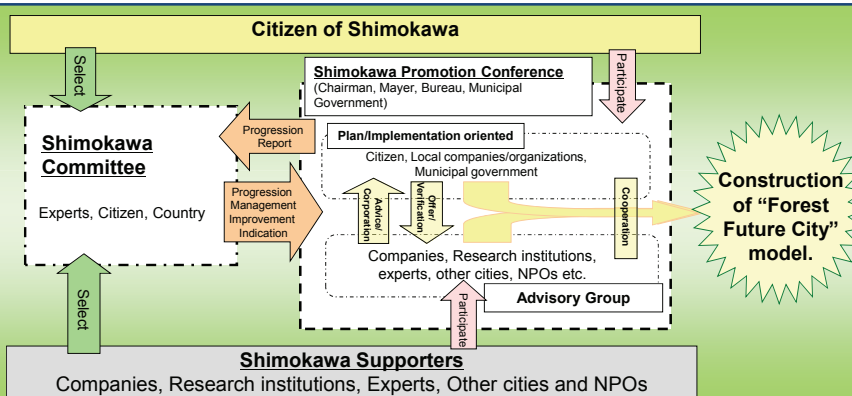 Citizen of Shimokawa
Select
Participate
Shimokawa Promotion Conference
(Chairman, Mayer, Bureau, Municipal
Government)
Shimokawa
Committee
Experts, Citizen, Country
Progression
Report
Progression
Management
Improvement
Indication
Plan/Implementation oriented
Citizen, Local companies/organizations,
Municipal government
Advice/
Corporation
Offer/
Verification
Cooperation
Companies, Research institutions,
experts, other cities, NPOs etc.
Advisory Group
Construction
of “Forest
Future City”
model.
Select
Participate
Shimokawa Supporters
Companies, Research institutions, Experts, Other cities and NPOs